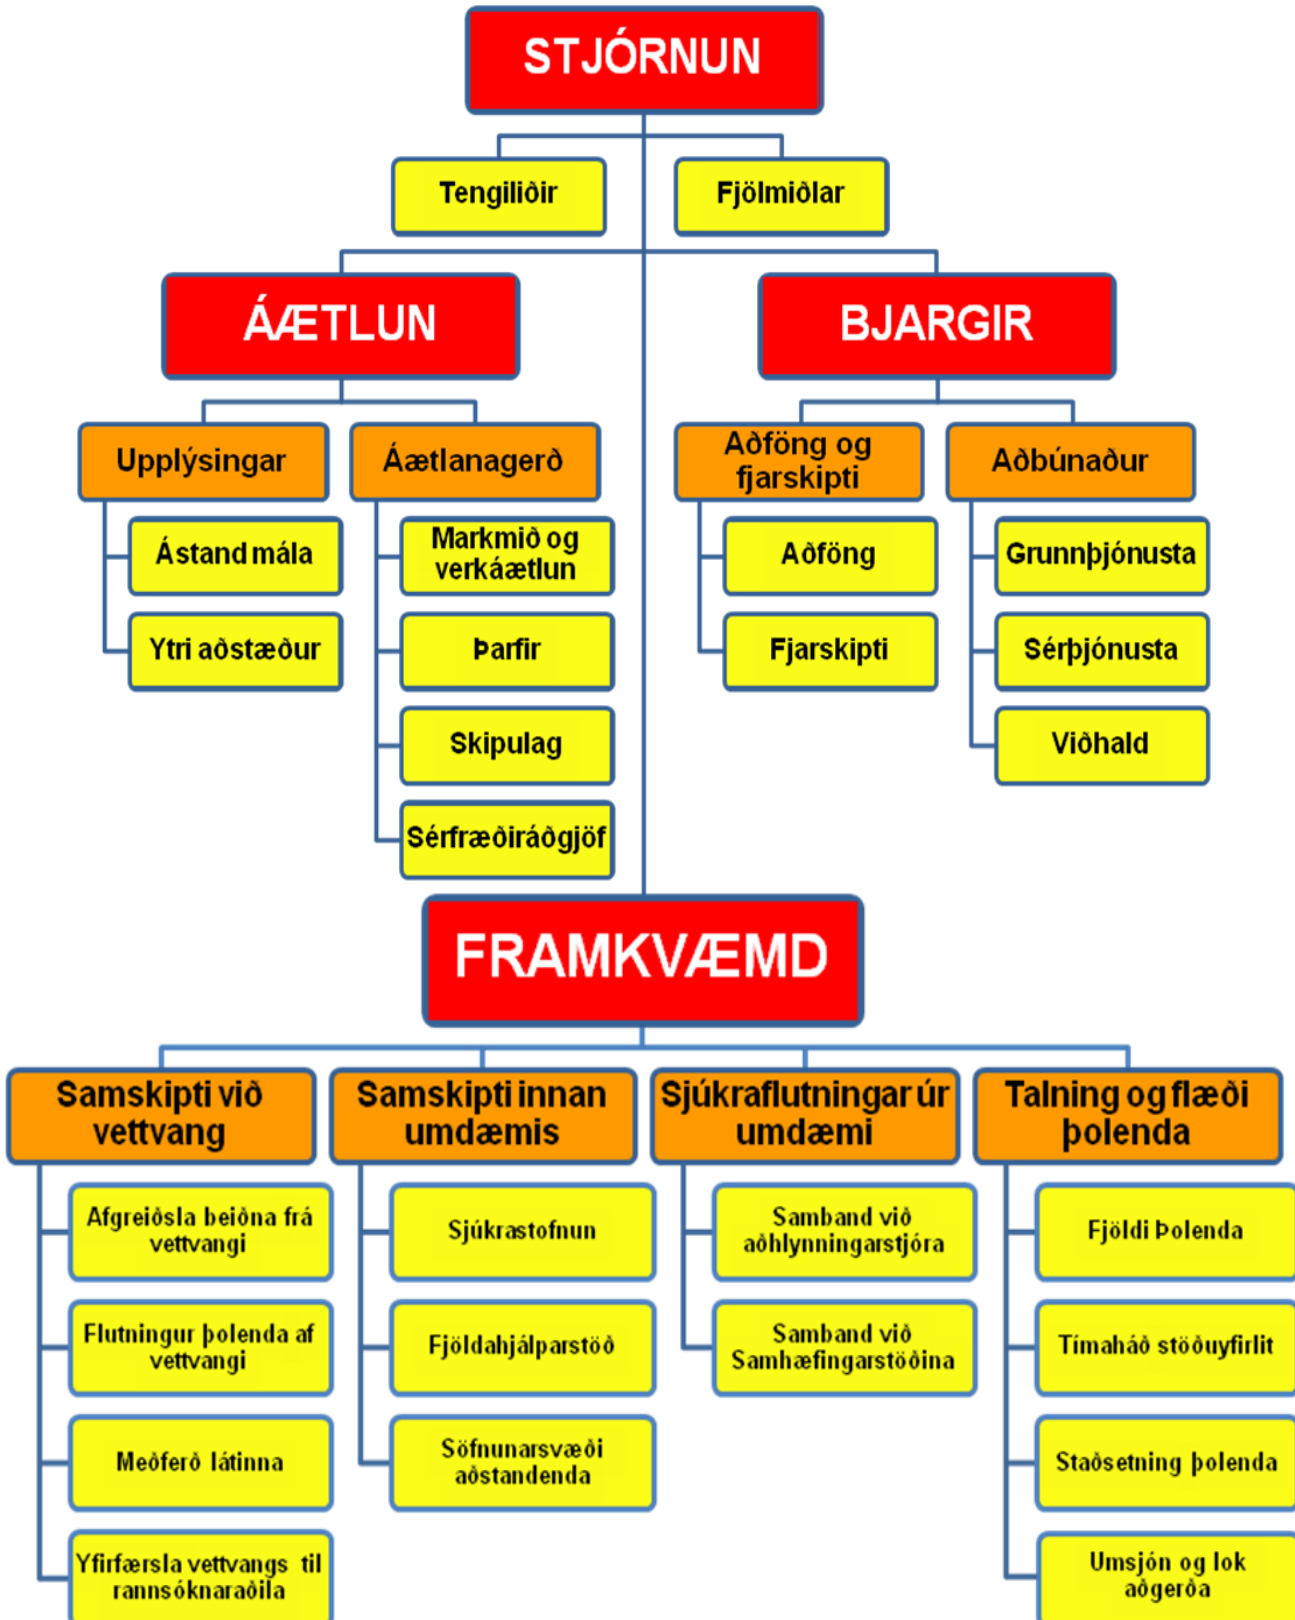 STJÓRNUN
Tengiliðir
Fjölmiðlar
ÁÆTLUN
BJARGIR
Upplýsingar
Áætlanagerð
Aðföng og
fjarskipti
Aðbúnaður
Ástand mála
Ytri aðstæður
Markmið og
verkáætlun
Þarfir
Skipulag
Sérfræðiráðgjöf
Aðföng
Fjarskipti
Grunnþjónusta
Sérþjónusta
Viðhald
FRAMKVÆMD
Samskipti við
vettvang
Afgreiðsla beiðna frá
vettvangi
Flutningur þolenda af
vettvangi
Meðferð látinna
Yfirfærsla vettvangs til
rannsóknaraðila
Samskipti innan
umdæmis
Sjúkrastofnun
Fjöldahjálparstöð
Söfnunarsvæði
aðstandenda
Sjúkraflutningar úr
umdæmi
Samband við
aðhlynningarstjóra
Samband við
Samhæfingarstöðina
Talning og flæði
þolenda
Fjöldi Þolenda
Tímaháð stöðuyfirlit
Staðsetning þolenda
Umsjón og lok
aðgerða